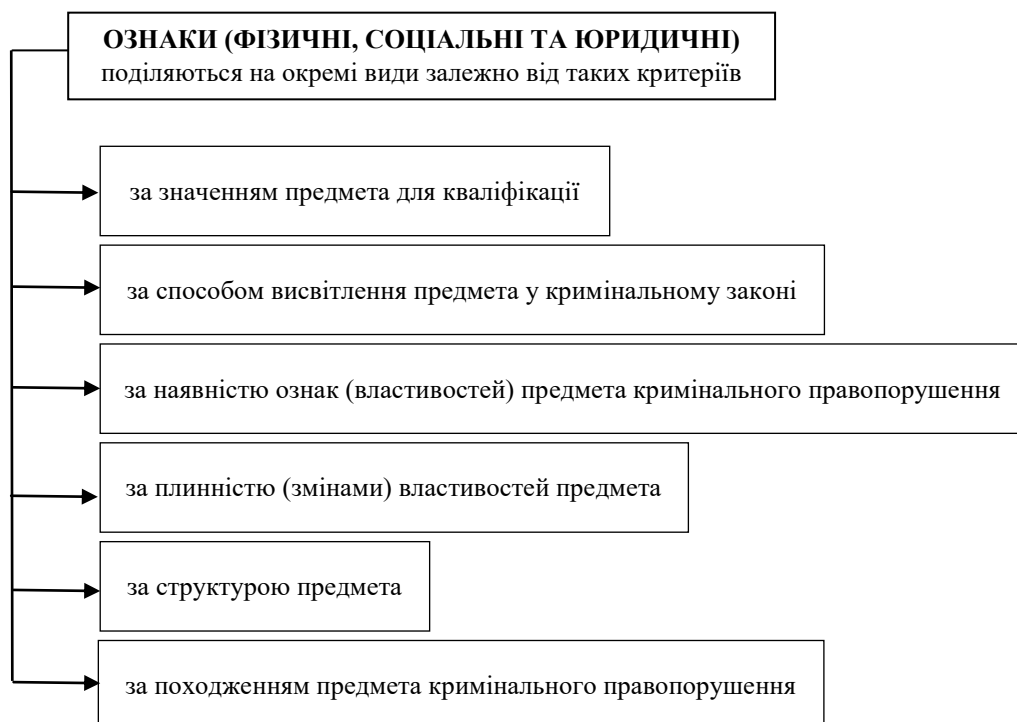 ОЗНАКИ (ФІЗИЧНІ, СОЦІАЛЬНІ ТА ЮРИДИЧНІ)
поділяються на окремі види залежно від таких критеріїв
за значенням предмета для кваліфікації
за способом висвітлення предмета у кримінальному законі
за наявністю ознак (властивостей) предмета кримінального правопорушення
за плинністю (змінами) властивостей предмета
за структурою предмета
за походженням предмета кримінального правопорушення